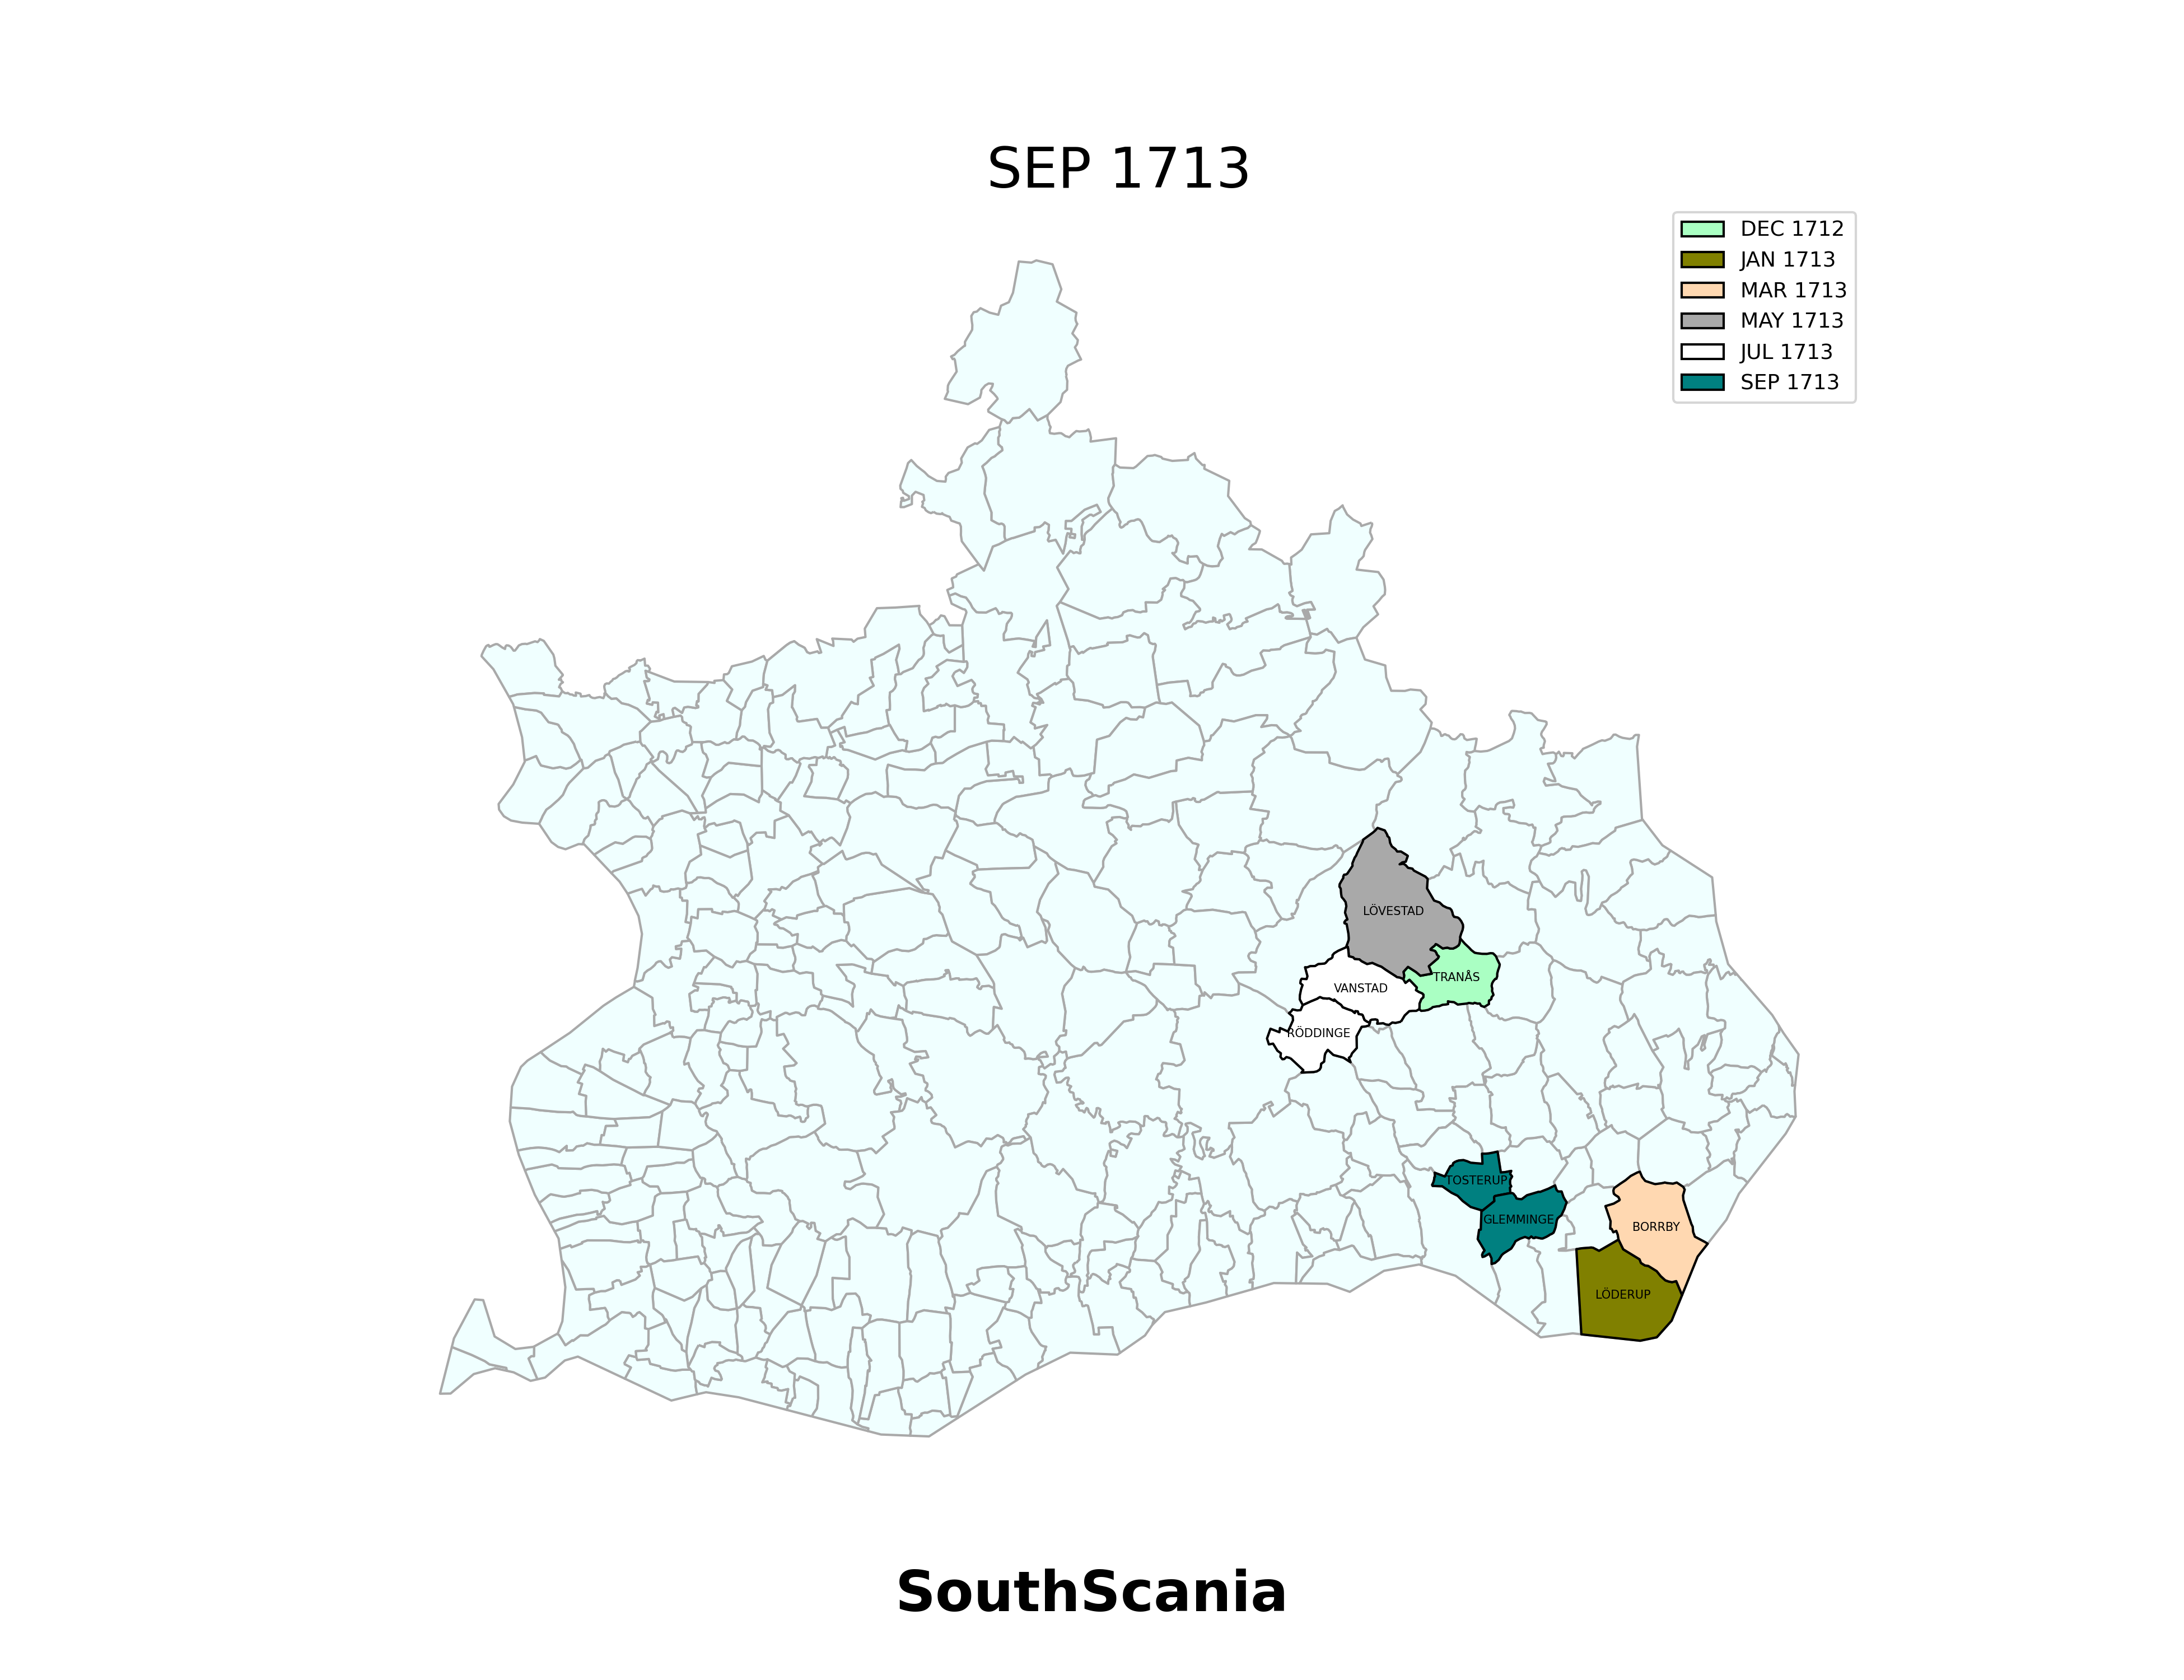 SEP 1713
DEC 1712
JAN 1713
MAR 1713
MAY 1713
JUL 1713
SEP 1713
LÖVESTAD
TRANÅS
VANSTAD
RÖDDINGE
TOSTERUP
GLEMMINGE
BORRBY
LÖDERUP
SouthScania